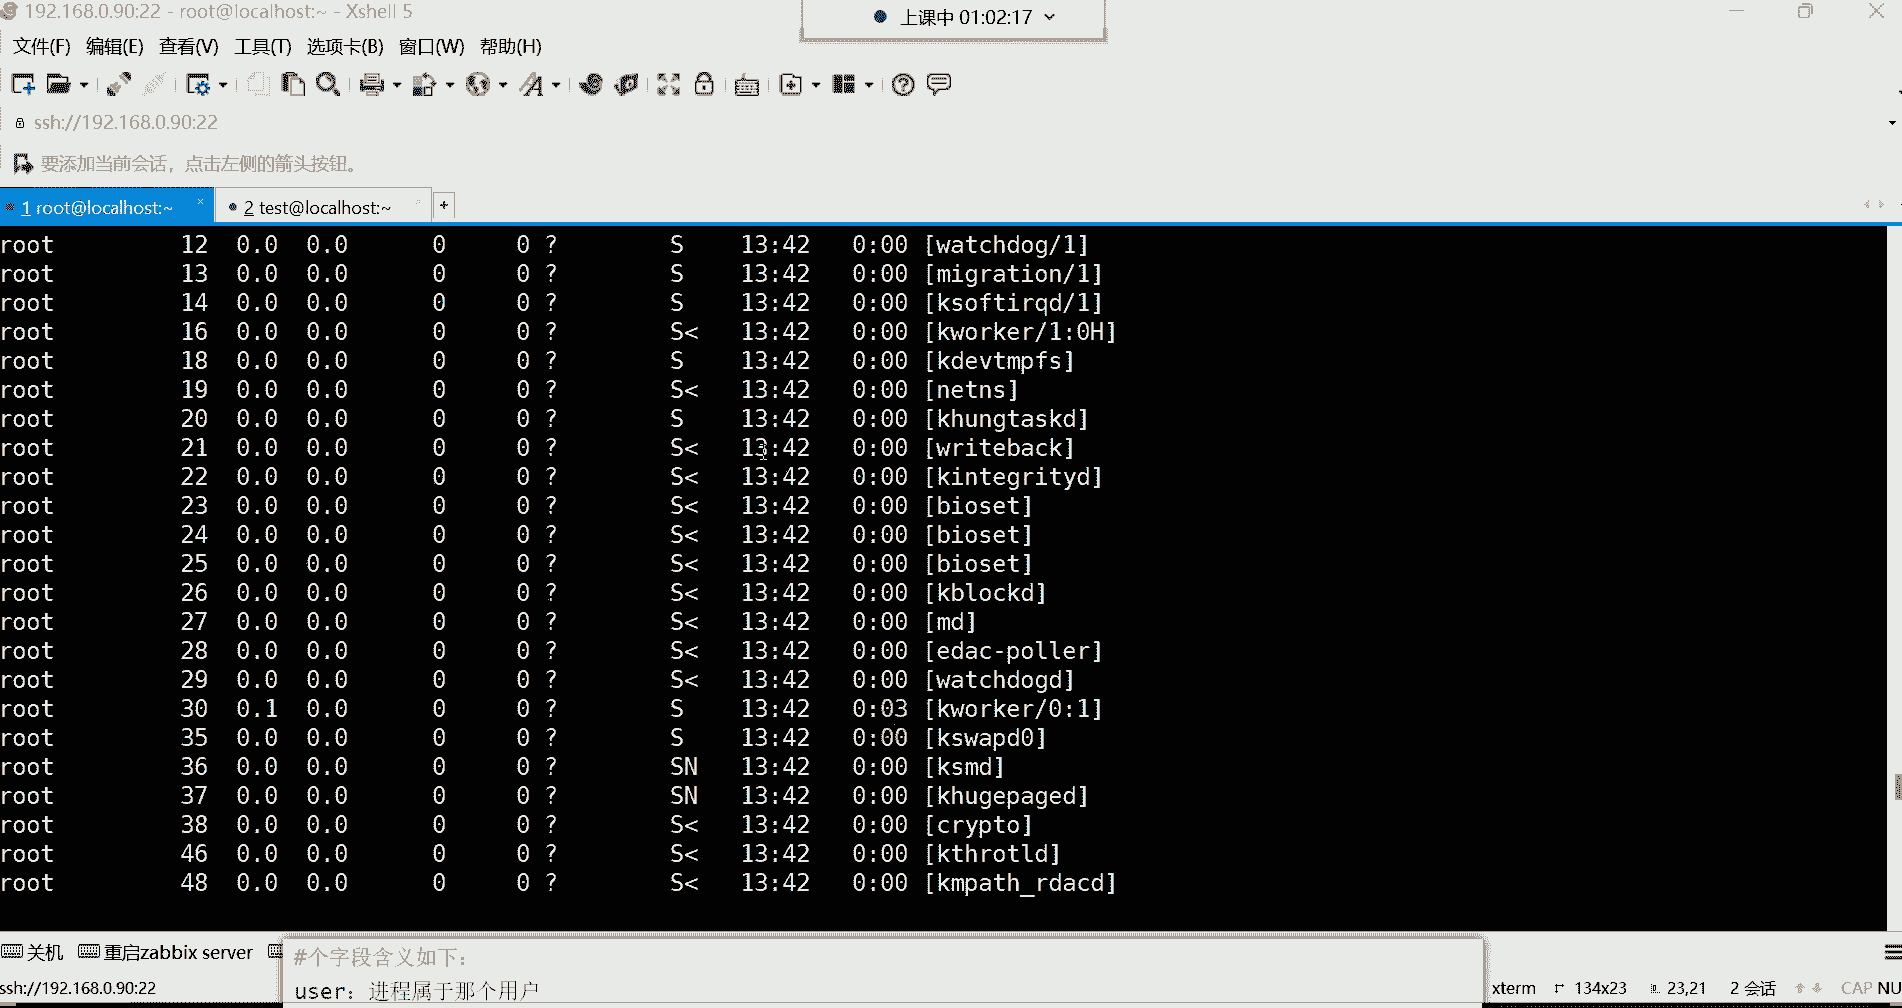 192.168.0.90:22 - root@localhost:~ - Xshell 5
上课中 01:02:17
文件(F) 编辑(E) 查看(V) 工具(T) 选项卡(B) 窗口(W) 帮助(H)
ssh://192.168.0.90:22
要添加当前会话，点击左侧的箭头按钮。
1 root@localhost:~ × 2 test@localhost:~ +
root 12 0.0 0.0 0 0 ? S 13:42 0:00 [watchdog/1]
root 13 0.0 0.0 0 0 ? S 13:42 0:00 [migration/1]
root 14 0.0 0.0 0 0 ? S 13:42 0:00 [ksoftirqd/1]
root 16 0.0 0.0 0 0 ? S< 13:42 0:00 [kworker/1:0H]
root 18 0.0 0.0 0 0 ? S 13:42 0:00 [kdevtmpfs]
root 19 0.0 0.0 0 0 ? S< 13:42 0:00 [netns]
root 20 0.0 0.0 0 0 ? S 13:42 0:00 [khungtaskd]
root 21 0.0 0.0 0 0 ? S< 13:42 0:00 [writeback]
root 22 0.0 0.0 0 0 ? S< 13:42 0:00 [kintegrityd]
root 23 0.0 0.0 0 0 ? S< 13:42 0:00 [bioset]
root 24 0.0 0.0 0 0 ? S< 13:42 0:00 [bioset]
root 25 0.0 0.0 0 0 ? S< 13:42 0:00 [bioset]
root 26 0.0 0.0 0 0 ? S< 13:42 0:00 [kblockd]
root 27 0.0 0.0 0 0 ? S< 13:42 0:00 [md]
root 28 0.0 0.0 0 0 ? S< 13:42 0:00 [edac-poller]
root 29 0.0 0.0 0 0 ? S< 13:42 0:00 [watchdogd]
root 30 0.1 0.0 0 0 ? S 13:42 0:03 [kworker/0:1]
root 35 0.0 0.0 0 0 ? S 13:42 0:00 [kswapd0]
root 36 0.0 0.0 0 0 ? SN 13:42 0:00 [ksmd]
root 37 0.0 0.0 0 0 ? SN 13:42 0:00 [khugepaged]
root 38 0.0 0.0 0 0 ? S< 13:42 0:00 [crypto]
root 46 0.0 0.0 0 0 ? S< 13:42 0:00 [kthrotld]
root 48 0.0 0.0 0 0 ? S< 13:42 0:00 [kmpath_rdacd]
关机 重启zabbix server
#个字段含义如下：
user：进程属于那个用户
ssh://192.168.0.90:22 xterm 134x23 23,21 2 会话 CAP NU